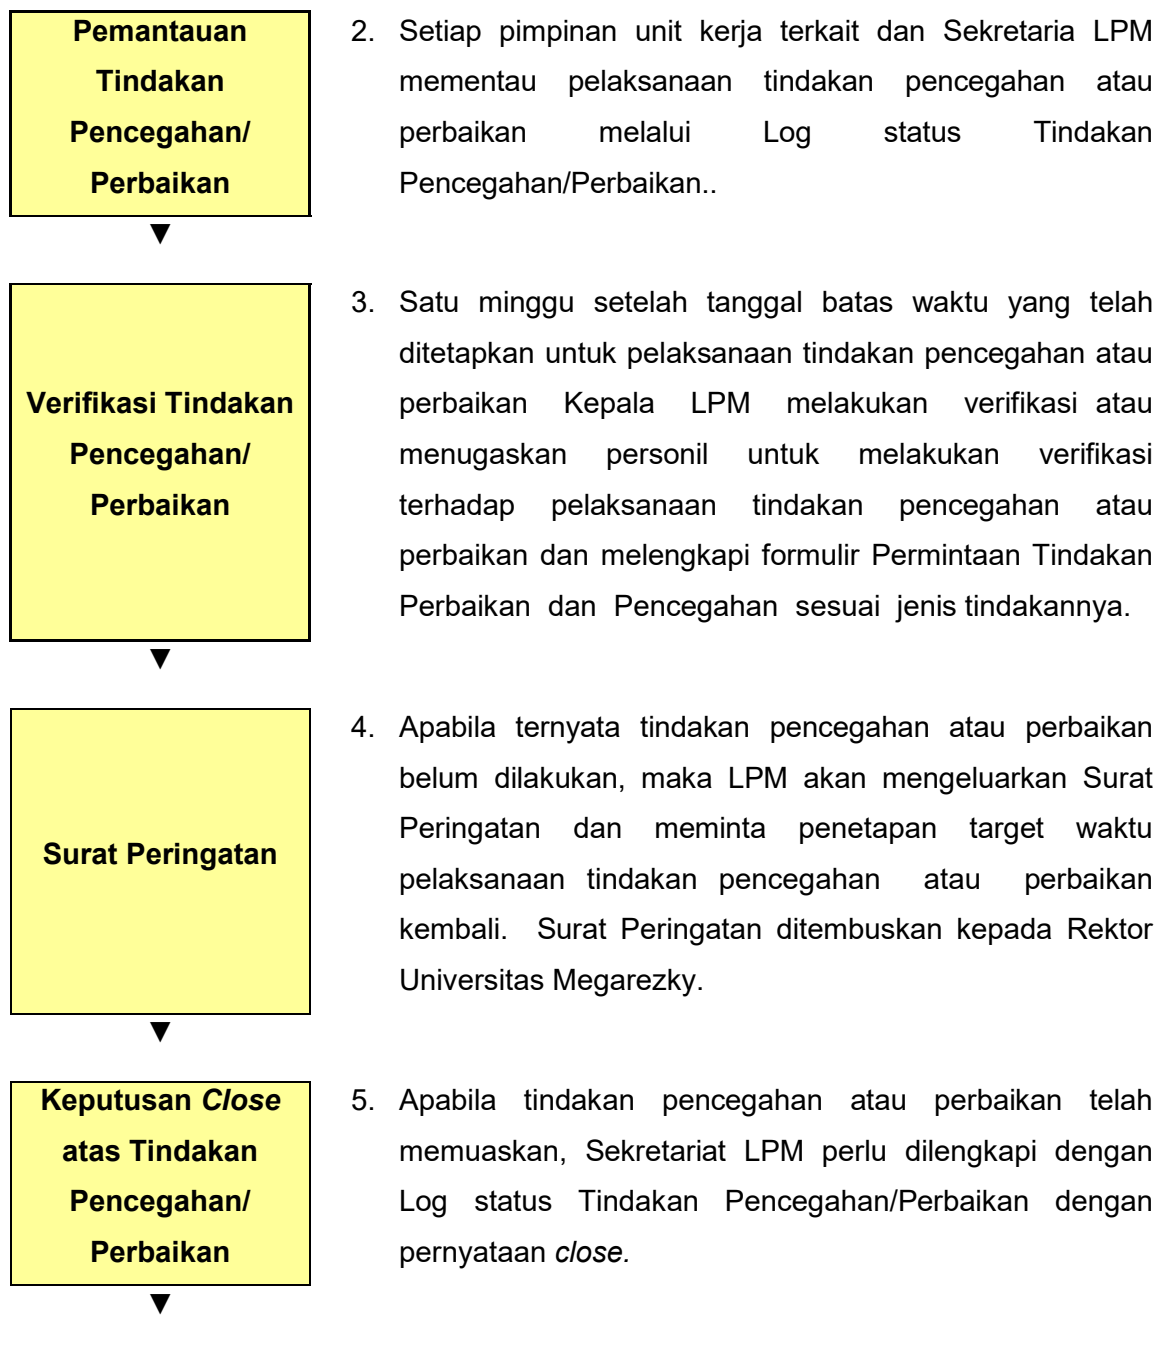 Pemantauan
Tindakan
Pencegahan/
Perbaikan
2. Setiap pimpinan unit kerja terkait dan Sekretaria LPM
mementau pelaksanaan tindakan pencegahan atau
perbaikan melalui Log status Tindakan
Pencegahan/Perbaikan..
▼
Verifikasi Tindakan
Pencegahan/
Perbaikan
3. Satu minggu setelah tanggal batas waktu yang telah
ditetapkan untuk pelaksanaan tindakan pencegahan atau
perbaikan Kepala LPM melakukan verifikasi atau
menugaskan personil untuk melakukan verifikasi
terhadap pelaksanaan tindakan pencegahan atau
perbaikan dan melengkapi formulir Permintaan Tindakan
Perbaikan dan Pencegahan sesuai jenis tindakannya.
▼
Surat Peringatan
4. Apabila ternyata tindakan pencegahan atau perbaikan
belum dilakukan, maka LPM akan mengeluarkan Surat
Peringatan dan meminta penetapan target waktu
pelaksanaan tindakan pencegahan atau perbaikan
kembali. Surat Peringatan ditembuskan kepada Rektor
Universitas Megarezky.
▼
Keputusan Close
atas Tindakan
Pencegahan/
Perbaikan
5. Apabila tindakan pencegahan atau perbaikan telah
memuaskan, Sekretariat LPM perlu dilengkapi dengan
Log status Tindakan Pencegahan/Perbaikan dengan
pernyataan close.
▼